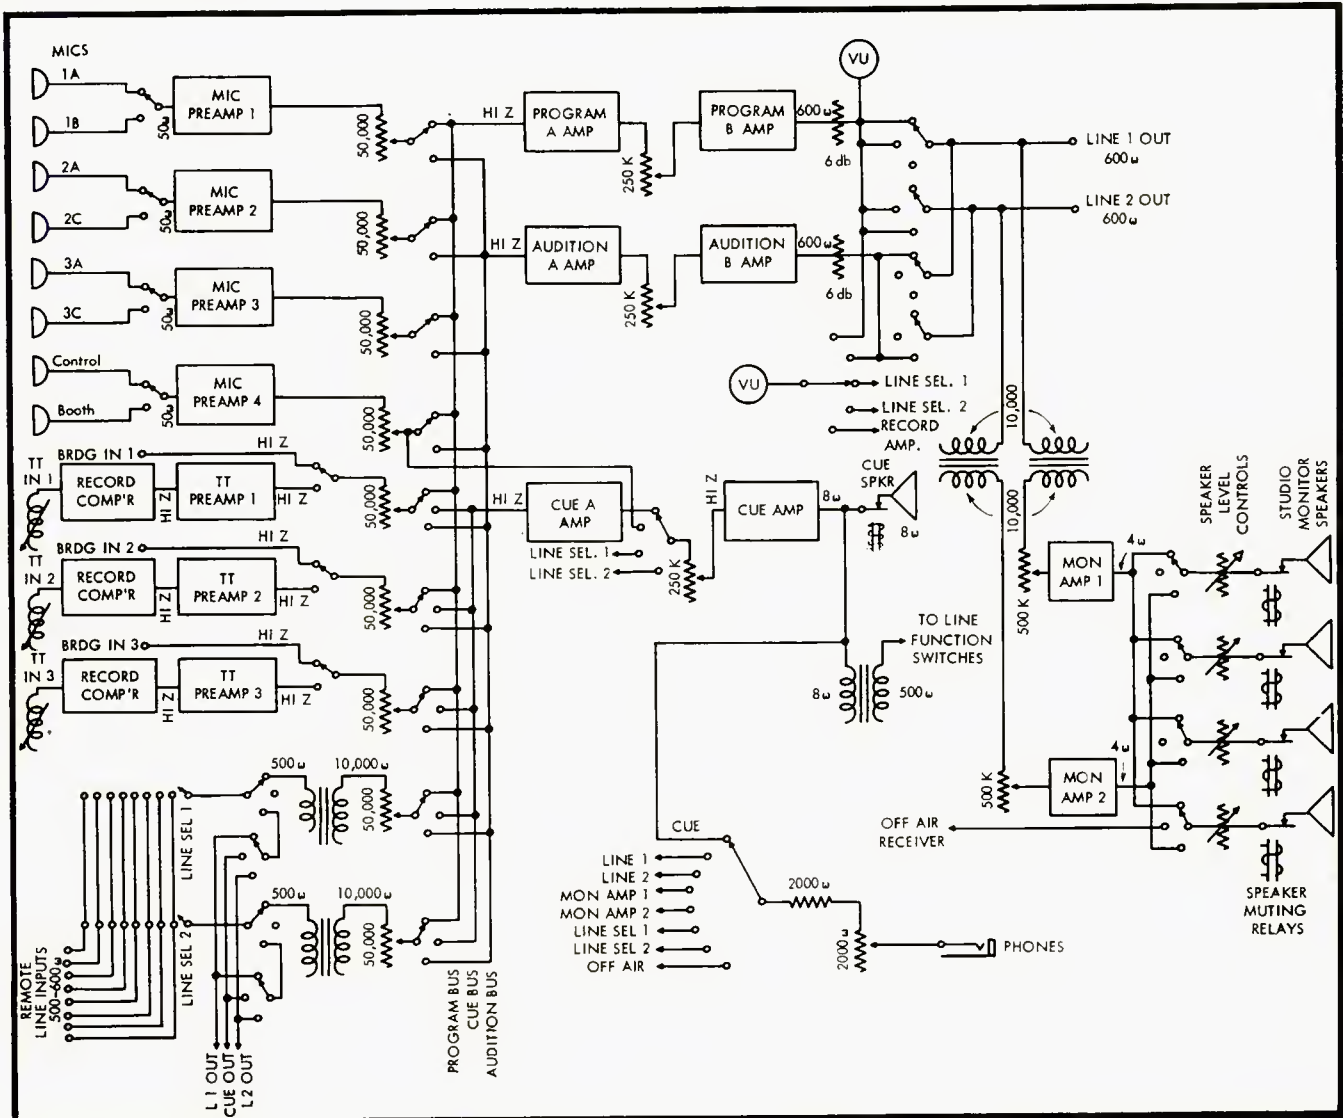 MICS
1A
1B
50ω
MIC
PREAMP 1
50,000
2A
2C
50ω
MIC
PREAMP 2
50,000
3A
3C
50ω
MIC
PREAMP 3
50,000
Control
Booth
50ω
MIC
PREAMP 4
50,000
HI Z
PROGRAM
A AMP
250 K
PROGRAM
B AMP
600ω
6 db
VU
LINE 1 OUT
600ω
LINE 2 OUT
600ω
HI Z
AUDITION
A AMP
250 K
AUDITION
B AMP
600ω
6 db
VU
LINE SEL. 1
LINE SEL. 2
RECORD
AMP.
BRDG IN 1
HI Z
TT
IN 1
RECORD
COMP'R
HI Z
TT
PREAMP 1
HI Z
50,000
BRDG IN 2
HI Z
TT
IN 2
RECORD
COMP'R
HI Z
TT
PREAMP 2
HI Z
50,000
BRDG IN 3
HI Z
TT
IN 3
RECORD
COMP'R
HI Z
TT
PREAMP 3
HI Z
50,000
HI Z
CUE A
AMP
LINE SEL. 1
LINE SEL. 2
250 K
HI Z
CUE AMP
8ω
CUE
SPKR
8ω
TO LINE
FUNCTION
SWITCHES
8ω
500ω
10,000
10,000
500 K
MON
AMP 1
4ω
500 K
MON
AMP 2
4ω
SPEAKER
LEVEL
CONTROLS
STUDIO
MONITOR
SPEAKERS
OFF AIR
RECEIVER
SPEAKER
MUTING
RELAYS
LINE SEL 1
500ω
10,000ω
50,000
LINE SEL 2
500ω
10,000ω
50,000
REMOTE
LINE INPUTS
500-600ω
L 1 OUT
CUE OUT
L2 OUT
PROGRAM BUS
CUE BUS
AUDITION BUS
CUE
LINE 1
LINE 2
MON AMP 1
MON AMP 2
LINE SEL 1
LINE SEL 2
OFF AIR
2000ω
2000ω
PHONES